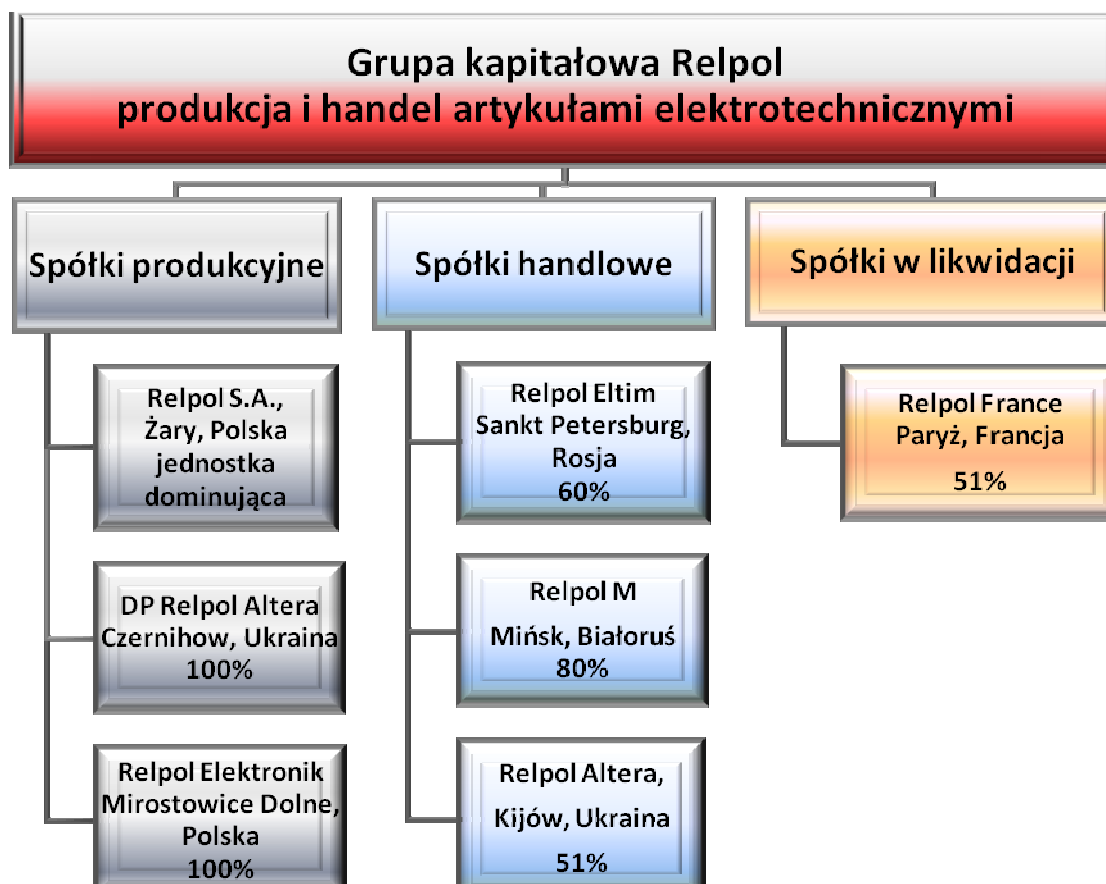 Grupa kapitałowa Relpol
produkcja i handel artykułami elektrotechnicznymi
Spółki produkcyjne
Relpol S.A.,
Żary, Polska
jednostka
dominująca
DP Relpol Altera
Czernihow, Ukraina
100%
Relpol Elektronik
Mirostowice Dolne,
Polska
100%
Spółki handlowe
Relpol Eltim
Sankt Petersburg,
Rosja
60%
Relpol M
Mińsk, Białoruś
80%
Relpol Altera,
Kijów, Ukraina
51%
Spółki w likwidacji
Relpol France
Paryż, Francja
51%